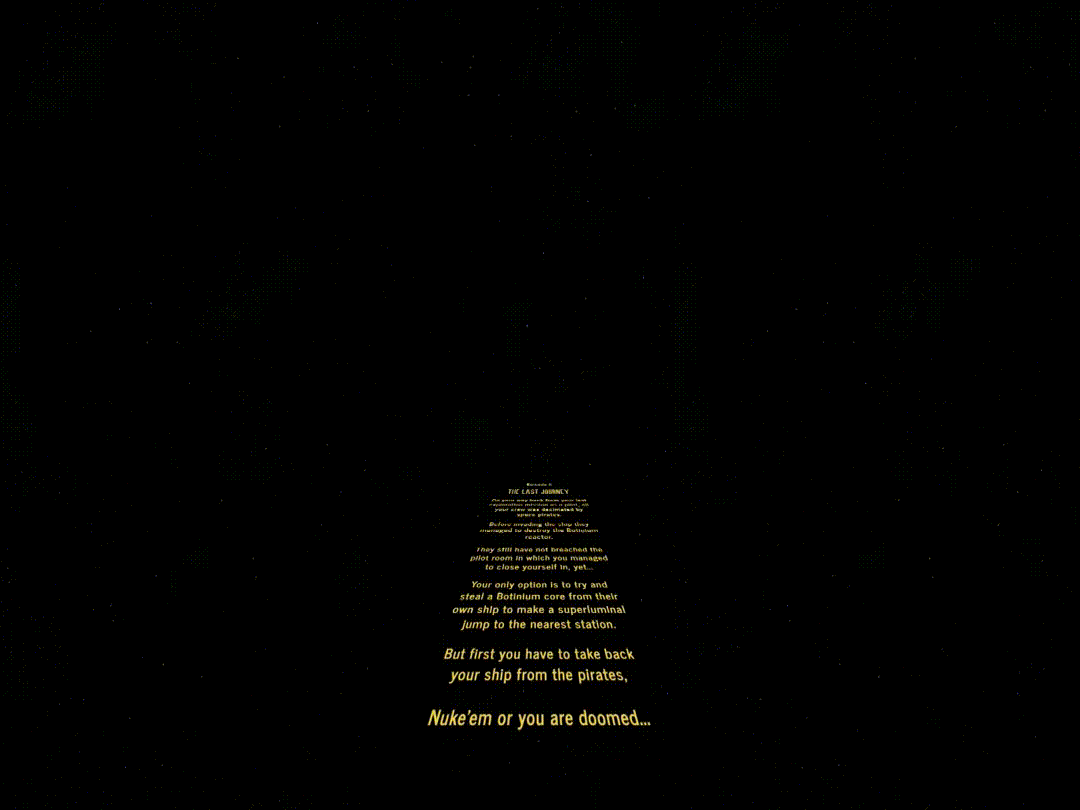 THE LAST JOURNEY
On your way back from your last
exploration mission as a pilot, all
your crew was decimated by
space pirates.
Before invading the ship they
managed to destroy the Botinium
reactor.
They still have not breached the
pilot room in which you managed
to close yourself in, yet...
Your only option is to try and
steal a Botinium core from their
own ship to make a superluminal
jump to the nearest station.
But first you have to take back
your ship from the pirates,
Nuke'em or you are doomed...